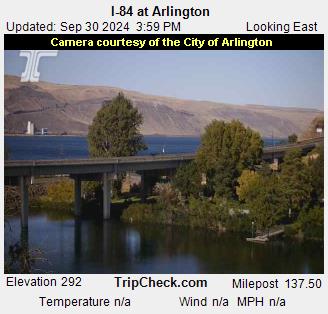 I-84 at Arlington
Updated: Sep 30 2024 3:59 PM Looking East
Camera courtesy of the City of Arlington
Elevation 292 TripCheck.com Milepost 137.50
Temperature n/a Wind n/a MPH n/a